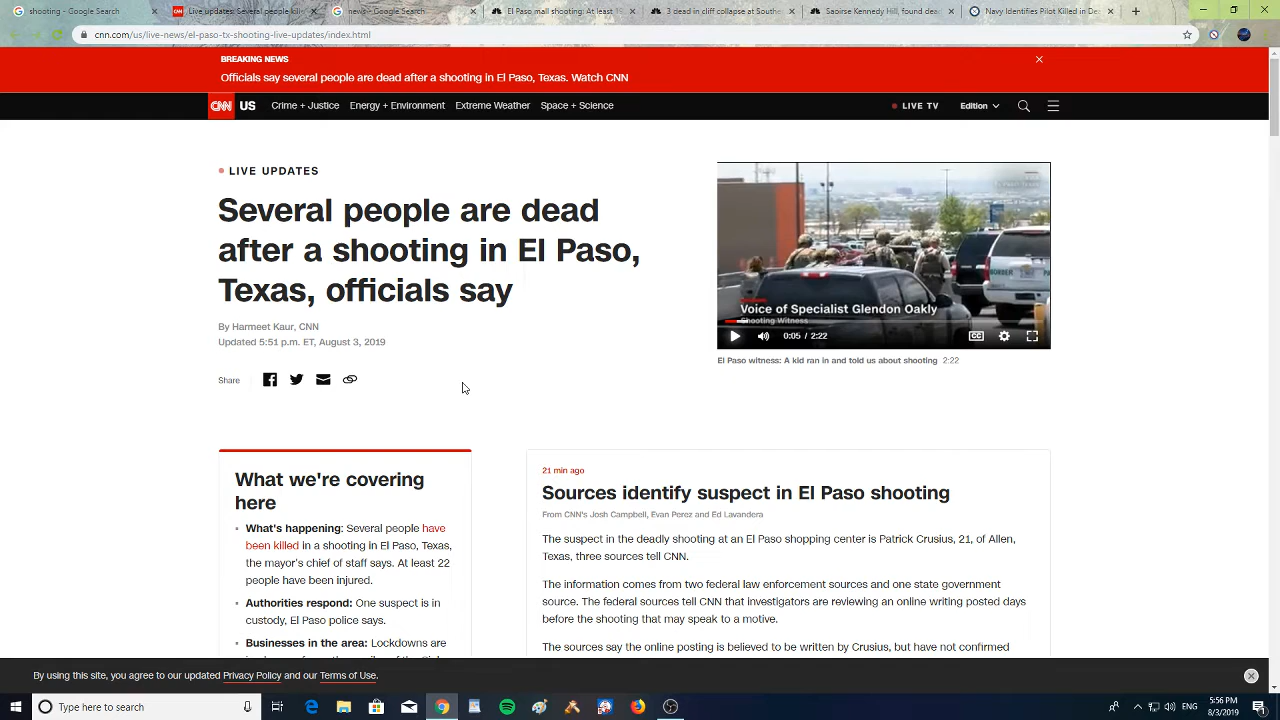 shooting - Google Search
Live updates: Several people kill
news - Google Search
El Paso mall shooting: At least 19
3 dead in cliff collapse at Southe
Saoirse Kennedy Hill, found dea
Navy Identifies Pilot Killed in De
cnn.com/us/live-news/el-paso-tx-shooting-live-updates/index.html
BREAKING NEWS
Officials say several people are dead after a shooting in El Paso, Texas. Watch CNN
CNN US Crime + Justice Energy + Environment Extreme Weather Space + Science LIVE TV Edition
LIVE UPDATES
Several people are dead
after a shooting in El Paso,
Texas, officials say
By Harmeet Kaur, CNN
Updated 5:51 p.m. ET, August 3, 2019
Share
Voice of Specialist Glendon Oakly
Shooting Witness
0:05 / 2:22
CC
BORDER
El Paso witness: A kid ran in and told us about shooting 2:22
What we're covering
here
What's happening: Several people have
been killed in a shooting in El Paso, Texas,
the mayor's chief of staff says. At least 22
people have been injured.
Authorities respond: One suspect is in
custody, El Paso police says.
Businesses in the area: Lockdowns are
21 min ago
Sources identify suspect in El Paso shooting
From CNN's Josh Campbell, Evan Perez and Ed Lavandera
The suspect in the deadly shooting at an El Paso shopping center is Patrick Crusius, 21, of Allen,
Texas, three sources tell CNN.
The information comes from two federal law enforcement sources and one state government
source. The federal sources tell CNN that investigators are reviewing an online writing posted days
before the shooting that may speak to a motive.
The sources say the online posting is believed to be written by Crusius, but have not confirmed
By using this site, you agree to our updated Privacy Policy and our Terms of Use.
Type here to search
ENG
5:56 PM
8/3/2019